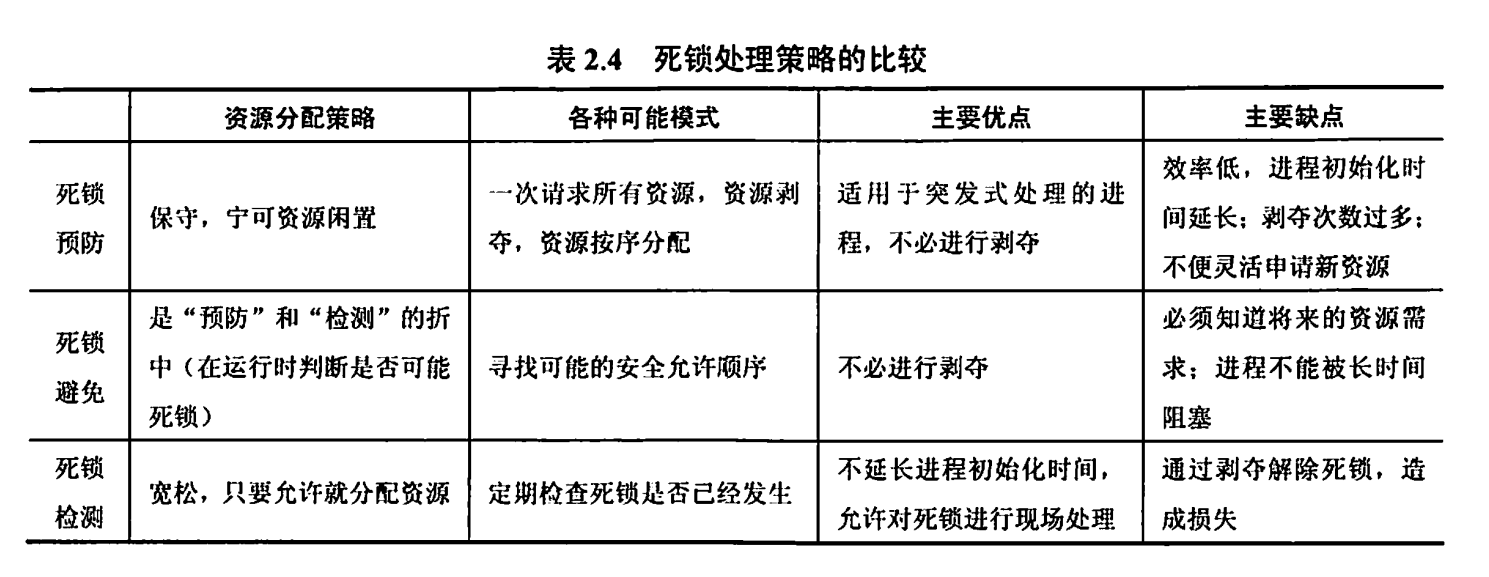 表 2.4 死锁处理策略的比较
资源分配策略
各种可能模式
主要优点
主要缺点
死锁
预防
保守，宁可资源闲置
一次请求所有资源，资源剥
夺，资源按序分配
适用于突发式处理的进
程，不必进行剥夺
效率低，进程初始化时
间延长；剥夺次数过多；
不便灵活申请新资源
死锁
避免
是“预防”和“检测”的折
中（在运行时判断是否可能
死锁）
寻找可能的安全允许顺序
不必进行剥夺
必须知道将来的资源需
求；进程不能被长时间
阻塞
死锁
检测
宽松，只要允许就分配资源
定期检查死锁是否已经发生
不延长进程初始化时间，
允许对死锁进行现场处理
通过剥夺解除死锁，造
成损失